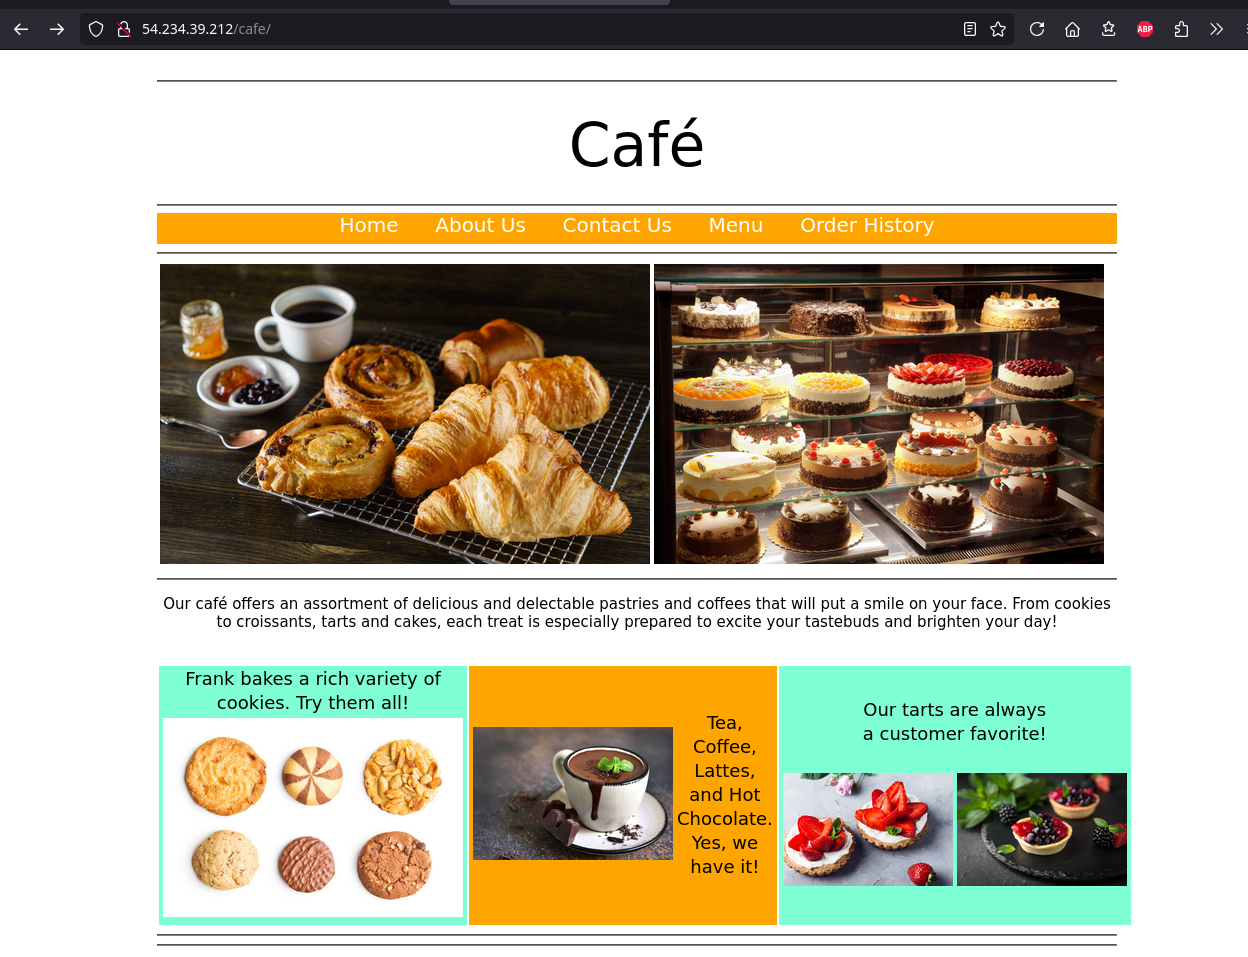 54.234.39.212/cafe/
ABP
Café
Home About Us Contact Us Menu Order History
Our café offers an assortment of delicious and delectable pastries and coffees that will put a smile on your face. From cookies
to croissants, tarts and cakes, each treat is especially prepared to excite your tastebuds and brighten your day!
Frank bakes a rich variety of
cookies. Try them all!
Tea,
Coffee,
Lattes,
and Hot
Chocolate.
Yes, we
have it!
Our tarts are always
a customer favorite!